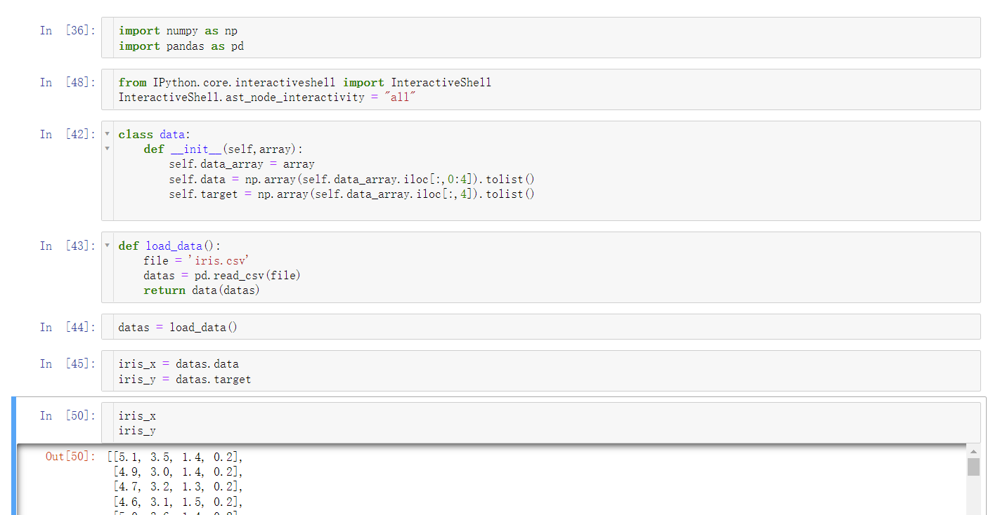 In [36]:
import numpy as np
import pandas as pd
In [48]:
from IPython.core.interactiveshell import InteractiveShell
InteractiveShell.ast_node_interactivity = "all"
In [42]:
class data:
    def __init__(self,array):
        self.data_array = array
        self.data = np.array(self.data_array.iloc[:,0:4]).tolist()
        self.target = np.array(self.data_array.iloc[:,4]).tolist()
In [43]:
def load_data():
    file = 'iris.csv'
    datas = pd.read_csv(file)
    return data(datas)
In [44]:
datas = load_data()
In [45]:
iris_x = datas.data
iris_y = datas.target
In [50]:
iris_x
iris_y
Out[50]:
[[5.1, 3.5, 1.4, 0.2],
 [4.9, 3.0, 1.4, 0.2],
 [4.7, 3.2, 1.3, 0.2],
 [4.6, 3.1, 1.5, 0.2],